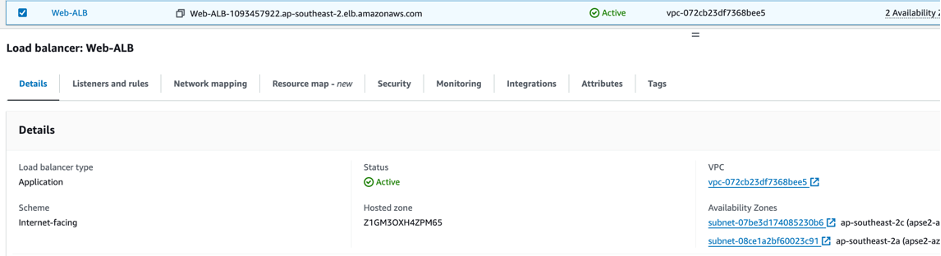 Web-ALB Web-ALB-1093457922.ap-southeast-2.elb.amazonaws.com Active vpc-072cb23df7368bee5 2 Availability
Load balancer: Web-ALB
Details Listeners and rules Network mapping Resource map - new Security Monitoring Integrations Attributes Tags
Details
Load balancer type Status VPC
Application Active vpc-072cb23df7368bee5
Scheme Hosted zone Availability Zones
Internet-facing Z1GM3OXH4ZPM65 subnet-07be3d174085230b6 ap-southeast-2c (apse2-a
subnet-08ce1a2bf60023c91 ap-southeast-2a (apse2-az